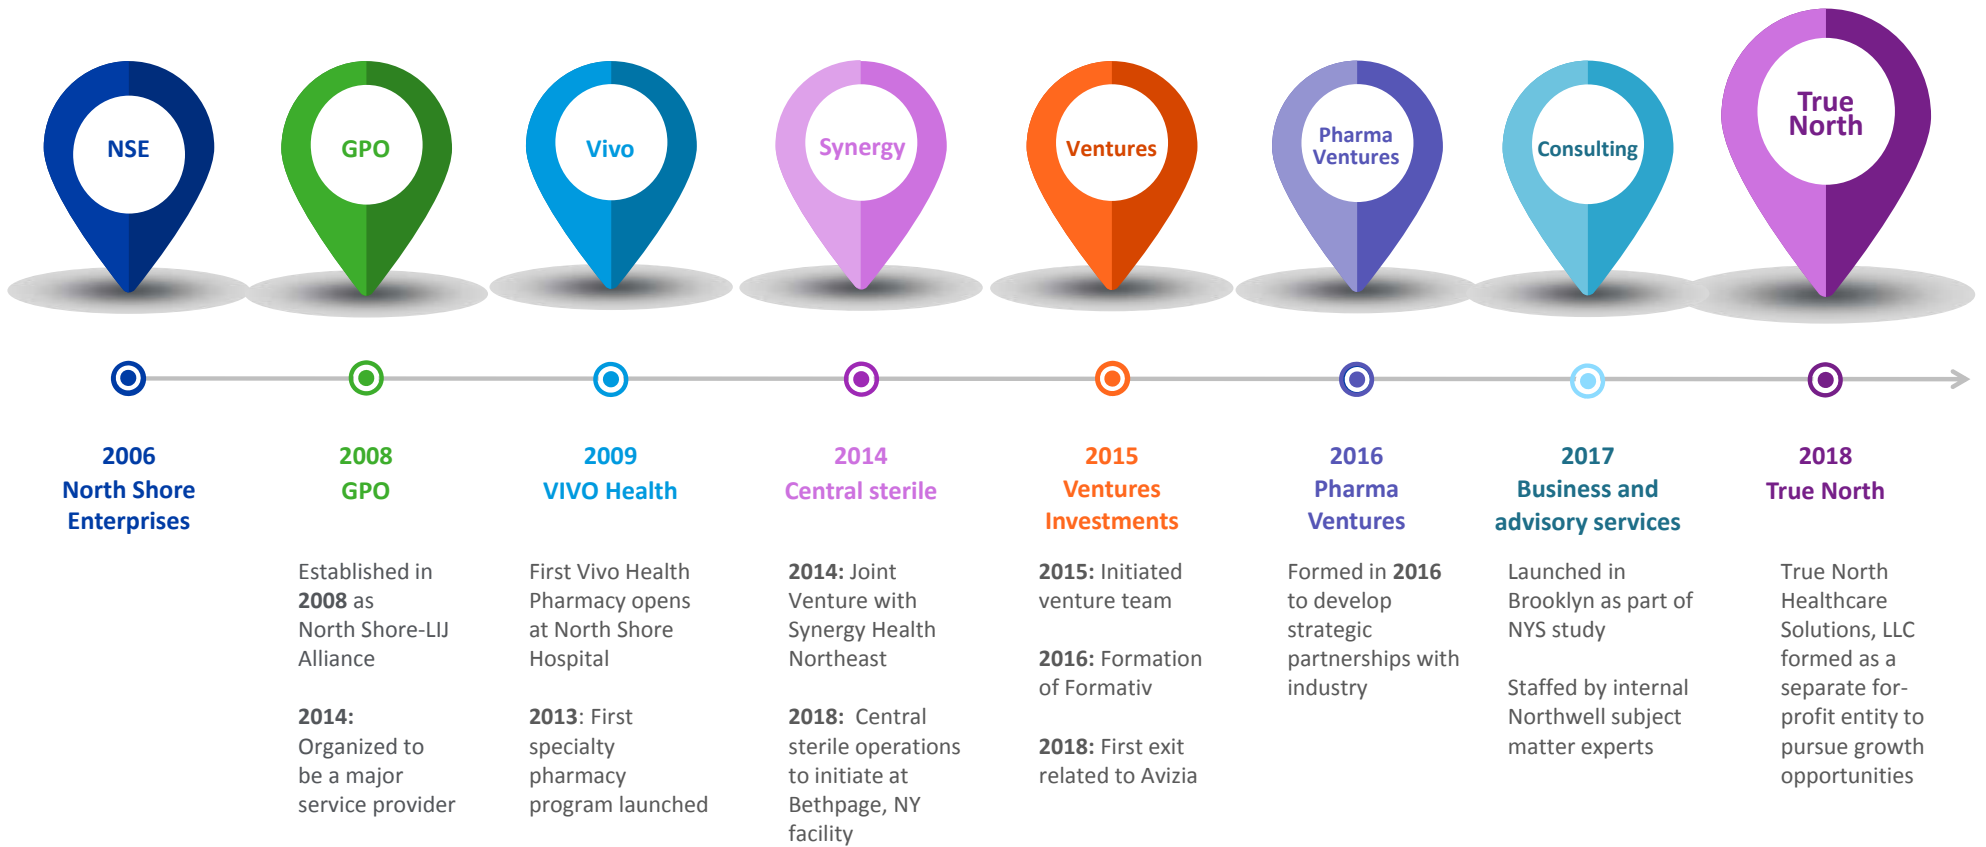 NSE
GPO
Vivo
Synergy
Ventures
Pharma
Ventures
Consulting
True
North
2006
North Shore
Enterprises
2008
GPO
Established in
2008 as
North Shore-LIJ
Alliance
2014:
Organized to
be a major
service provider
2009
VIVO Health
First Vivo Health
Pharmacy opens
at North Shore
Hospital
2013: First
specialty
pharmacy
program launched
2014
Central sterile
2014: Joint
Venture with
Synergy Health
Northeast
2018:  Central
sterile operations
to initiate at
Bethpage, NY
facility
2015
Ventures
Investments
2015: Initiated
venture team
2016: Formation
of Formativ
2018: First exit
related to Avizia
2016
Pharma
Ventures
Formed in 2016
to develop
strategic
partnerships with
industry
2017
Business and
advisory services
Launched in
Brooklyn as part of
NYS study
Staffed by internal
Northwell subject
matter experts
2018
True North
True North
Healthcare
Solutions, LLC
formed as a
separate for-
profit entity to
pursue growth
opportunities